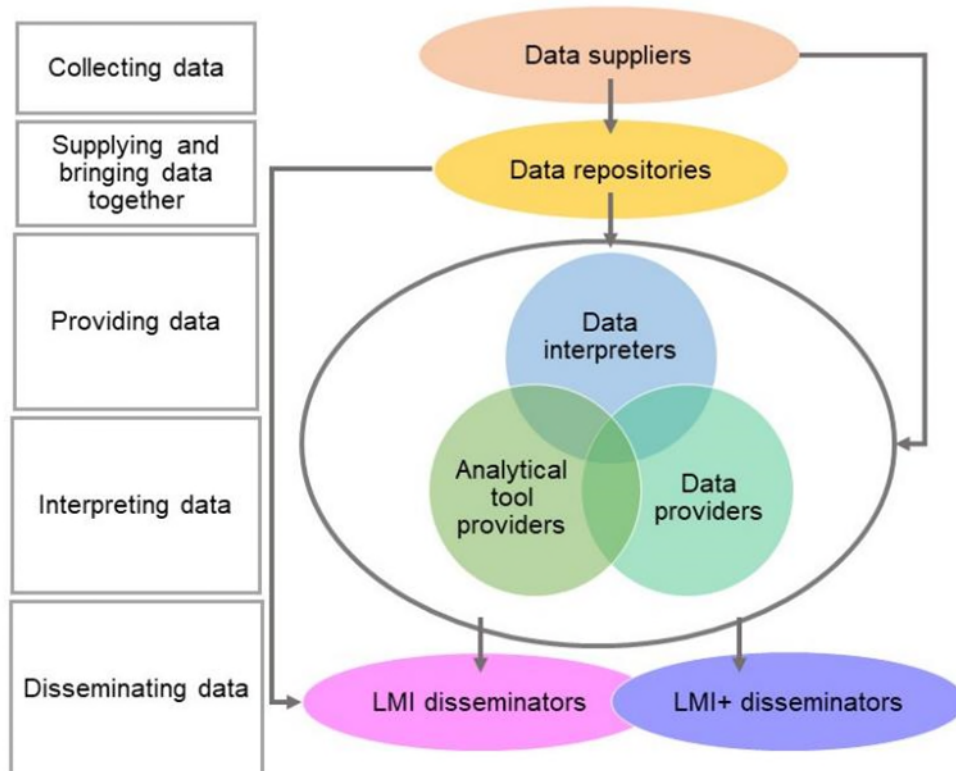 Collecting data
Data suppliers
Supplying and
bringing data
together
Data repositories
Providing data
Data
interpreters
Interpreting data
Analytical
tool
providers
Data
providers
Disseminating data
LMI disseminators
LMI+ disseminators